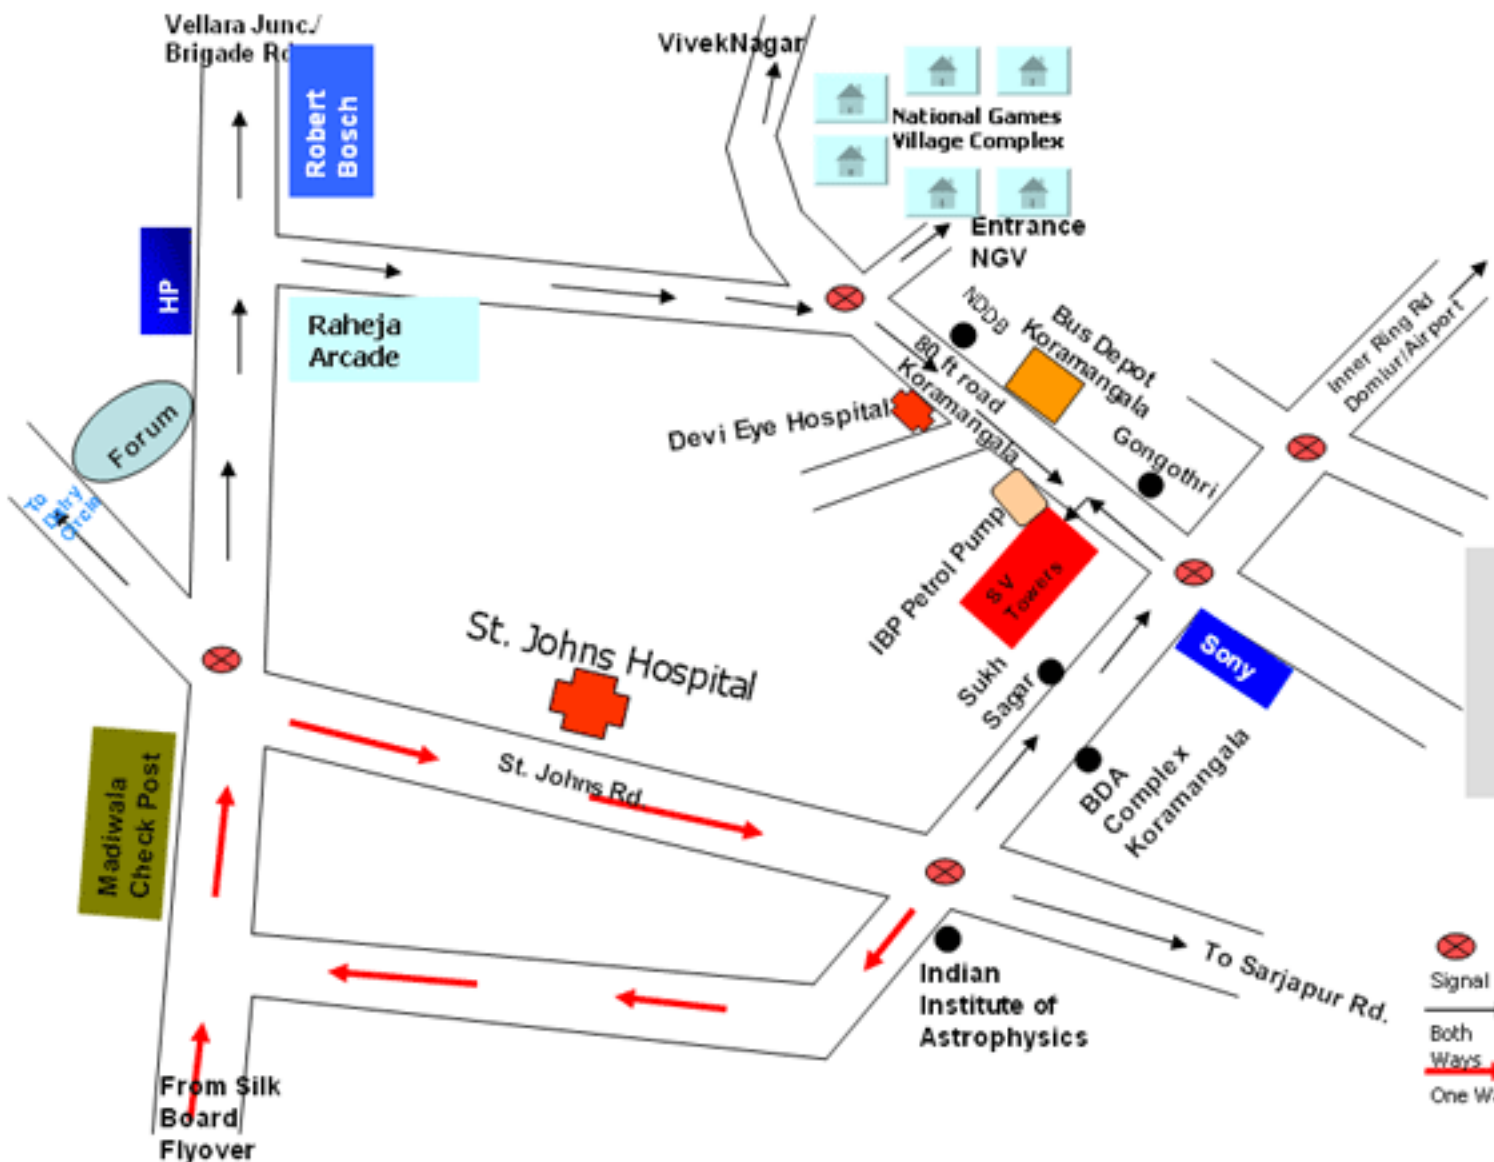 Vellara Junc./
Brigade Rd
Robert
Bosch
HP
Raheja
Arcade
Forum
To
Dairy
Circle
VivekNagar
National Games
Village Complex
Entrance
NGV
NDDB
Bus Depot
Koramangala
80 ft road
Koramangala
Devi Eye Hospital
Gongothri
Inner Ring Rd
Domlur/Airport
IBP Petrol Pump
SV
Towers
Sukh
Sagar
Sony
BDA
Complex
Koramangala
St. Johns Hospital
St. Johns Rd.
Madiwala
Check Post
Indian
Institute of
Astrophysics
To Sarjapur Rd.
From Silk
Board
Flyover
Signal
Both
Ways
One